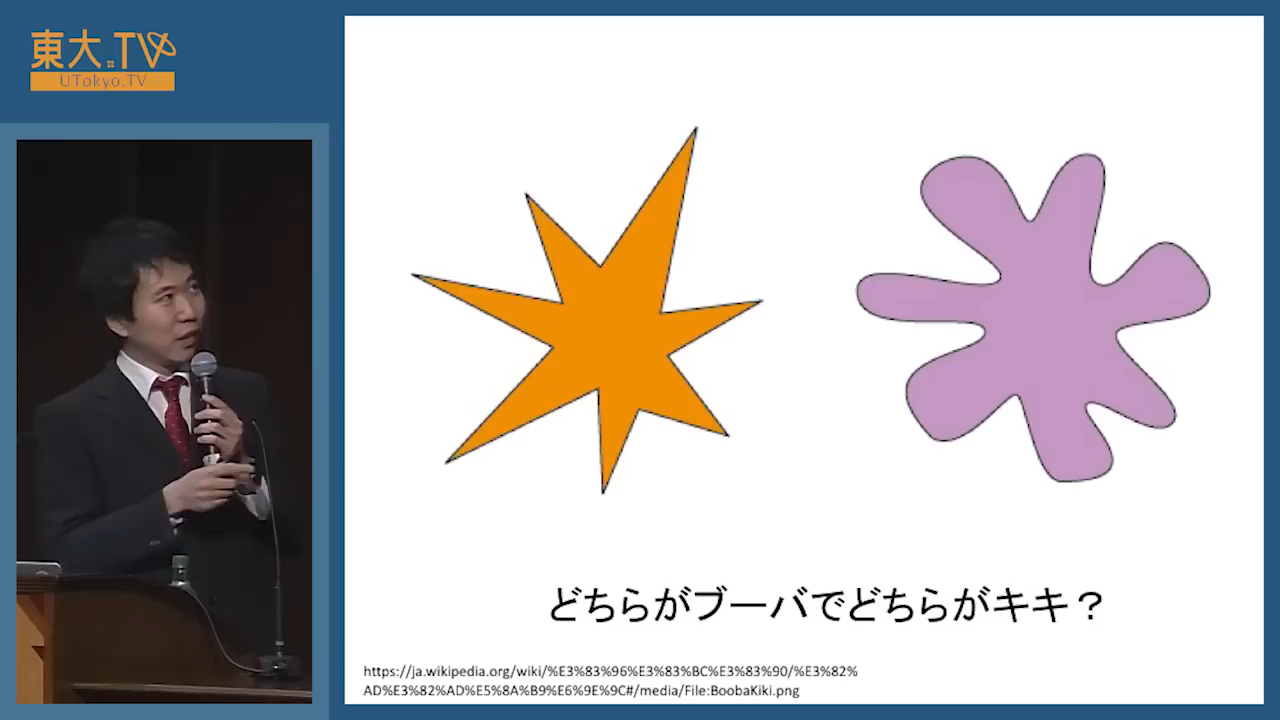 東大.TV
UTokyo.TV
どちらがブーバでどちらがキキ？
https://ja.wikipedia.org/wiki/%E3%83%96%E3%83%BC%E3%83%90/%E3%82%
AD%E3%82%AD%E5%8A%B9%E6%9E%9C#/media/File:BoobaKiki.png